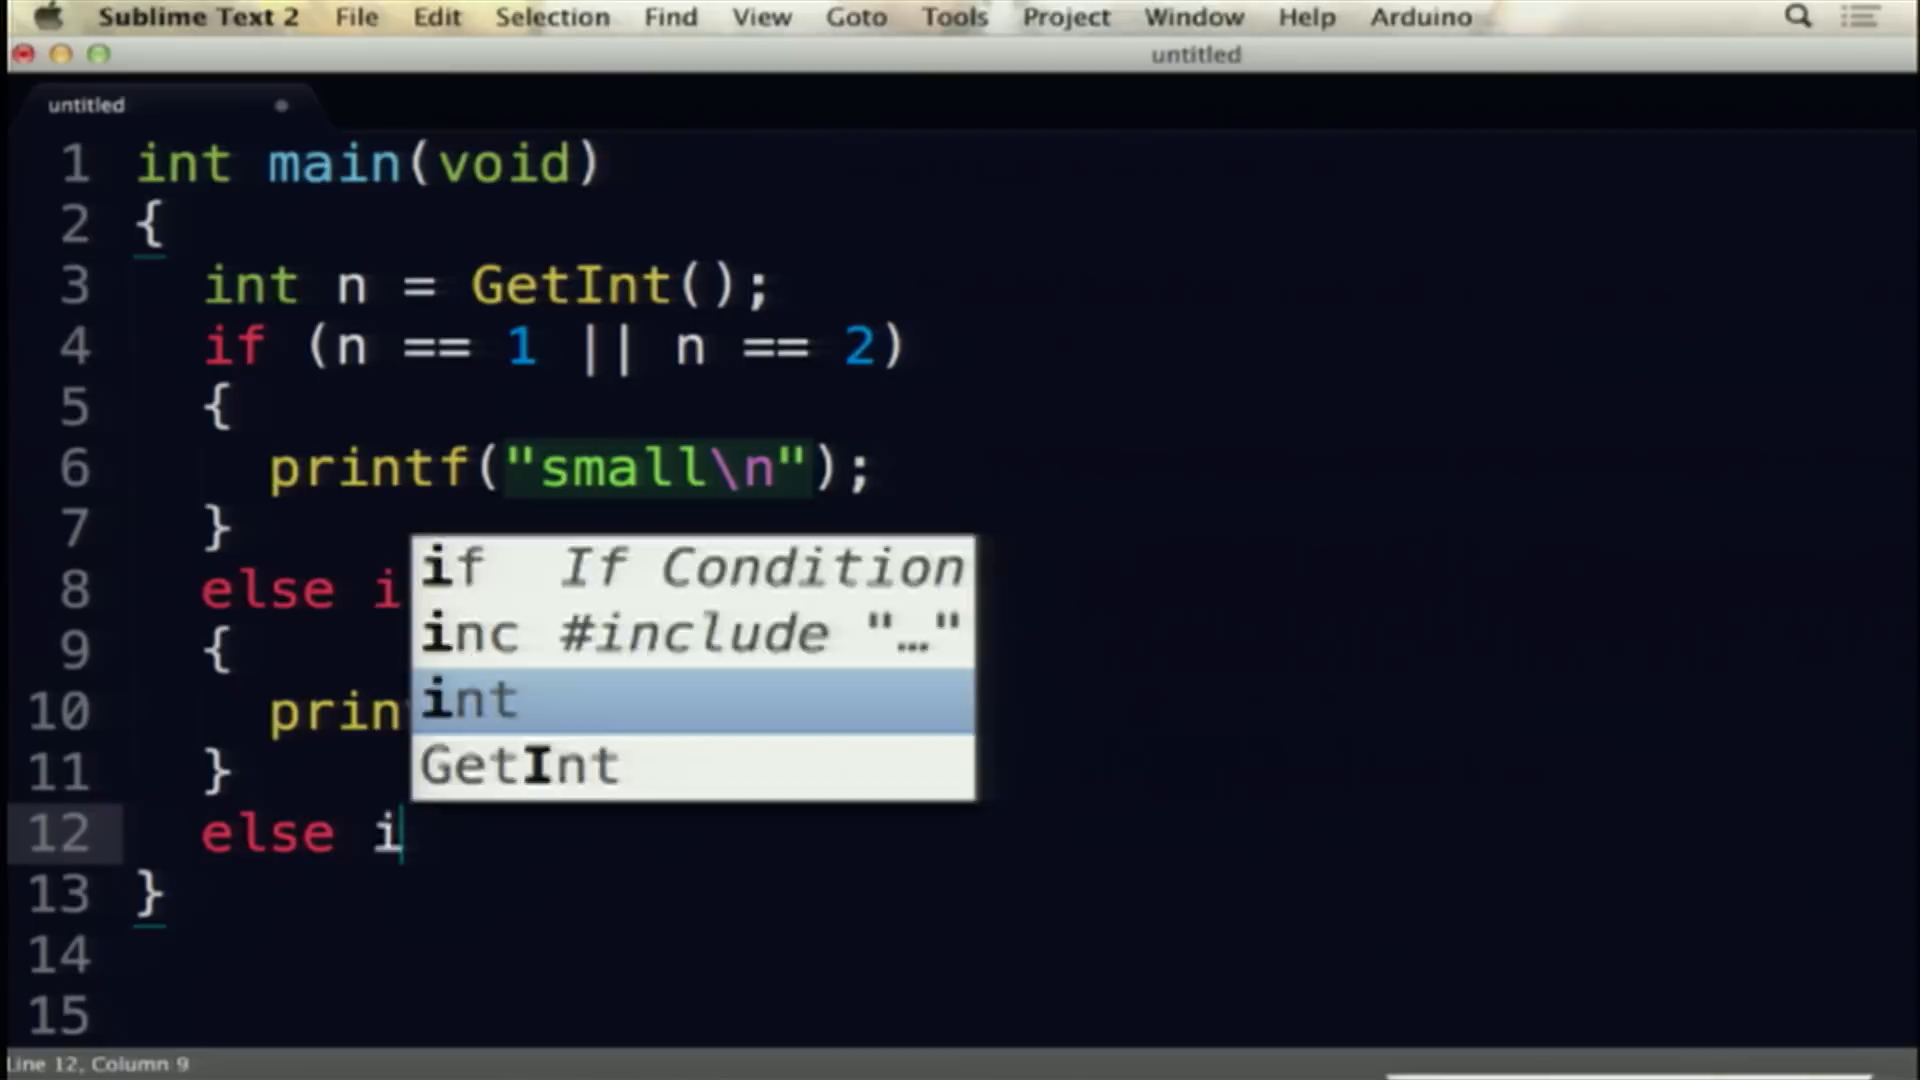 Sublime Text 2 File Edit Selection Find View Goto Tools Project Window Help Arduino
untitled
untitled
1 int main(void)
2 {
3 int n = GetInt();
4 if (n == 1 || n == 2)
5 {
6 printf("small\n");
7 }
8 else i
9 {
10 prin
11 }
12 else i
13 }
14
15
if If Condition
inc #include "…"
int
GetInt
Line 12, Column 9